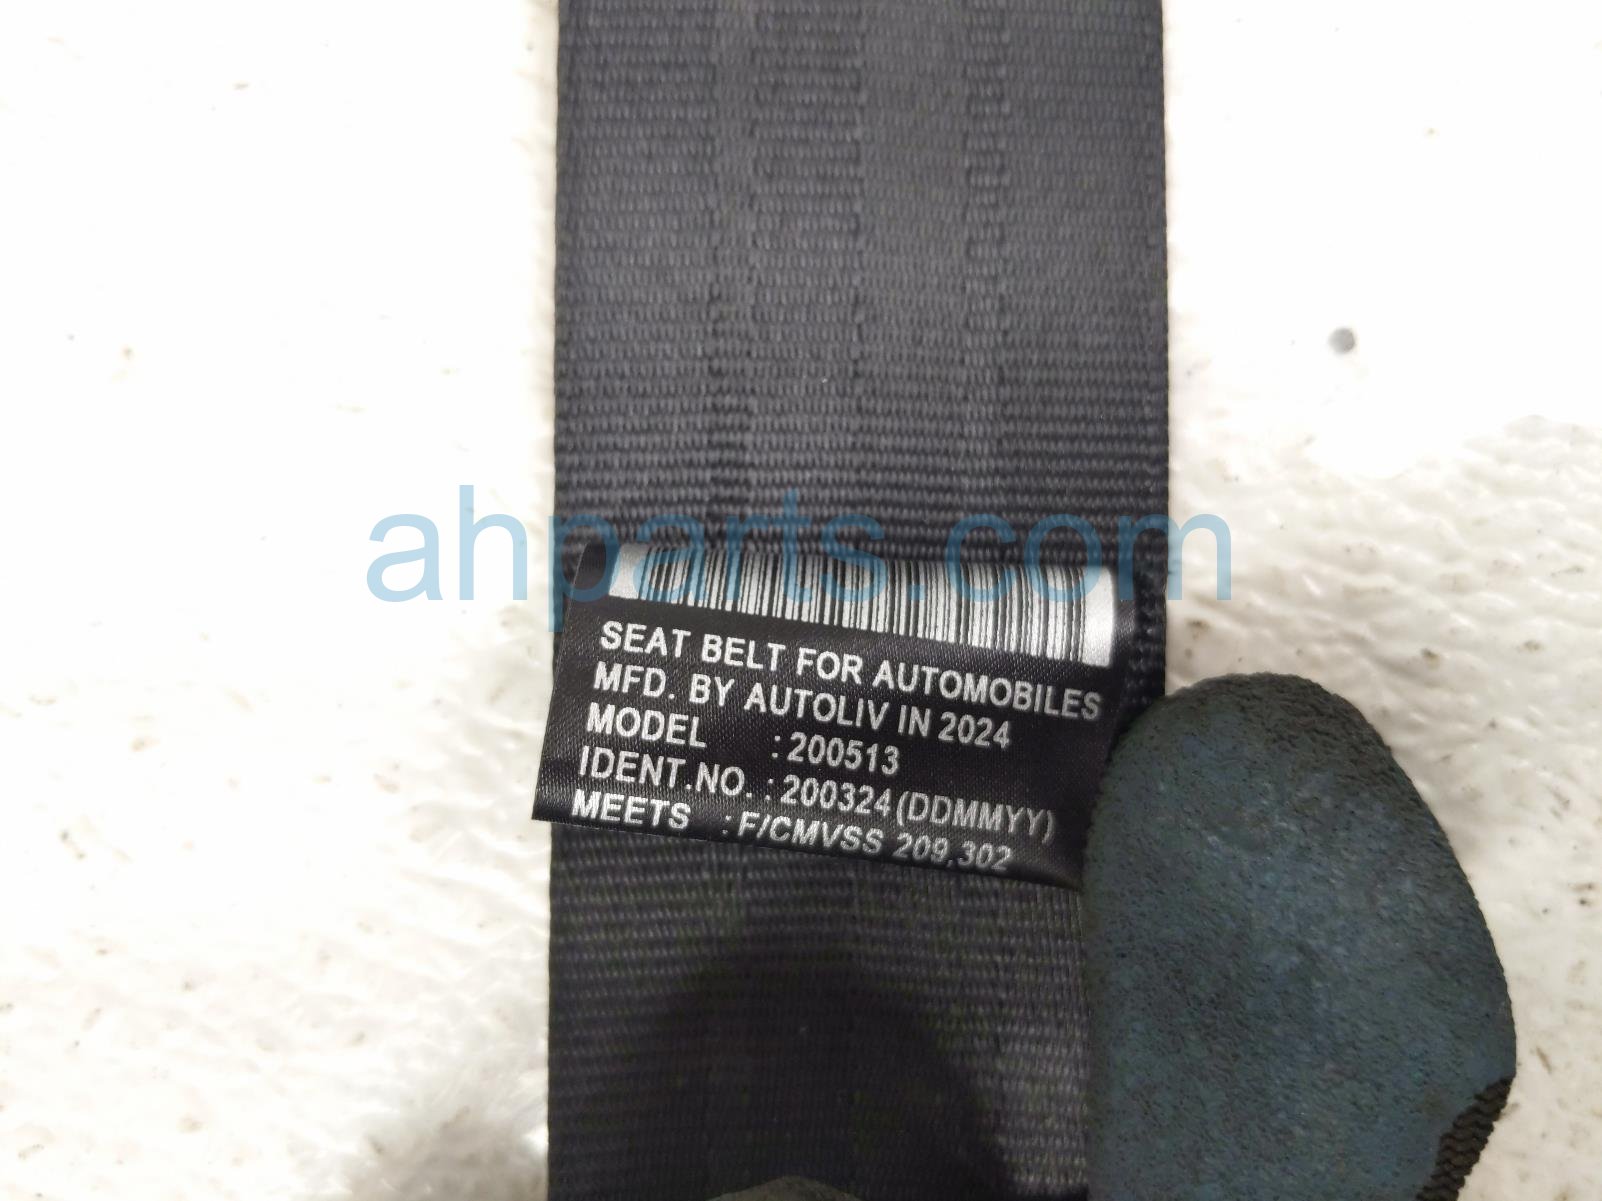 ahparts.com
SEAT BELT FOR AUTOMOBILES
MFD. BY AUTOLIV IN 2024
MODEL : 200513
IDENT.NO. : 200324(DDMMYY)
MEETS : F/CMVSS 209,302